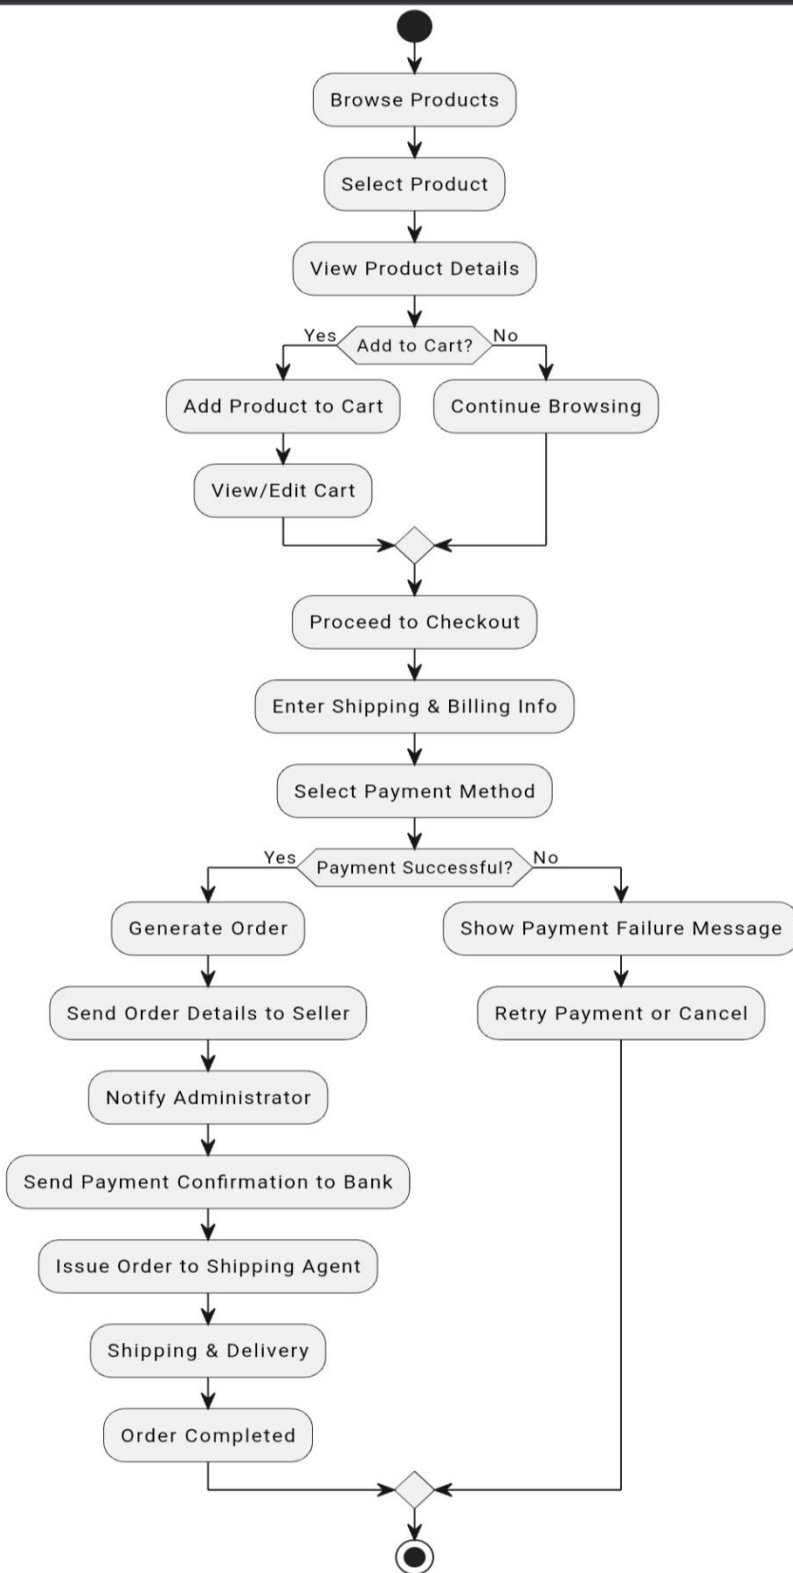 Browse Products
Select Product
View Product Details
Yes
Add to Cart?
No
Add Product to Cart
Continue Browsing
View/Edit Cart
Proceed to Checkout
Enter Shipping & Billing Info
Select Payment Method
Yes
Payment Successful?
No
Generate Order
Show Payment Failure Message
Send Order Details to Seller
Retry Payment or Cancel
Notify Administrator
Send Payment Confirmation to Bank
Issue Order to Shipping Agent
Shipping & Delivery
Order Completed